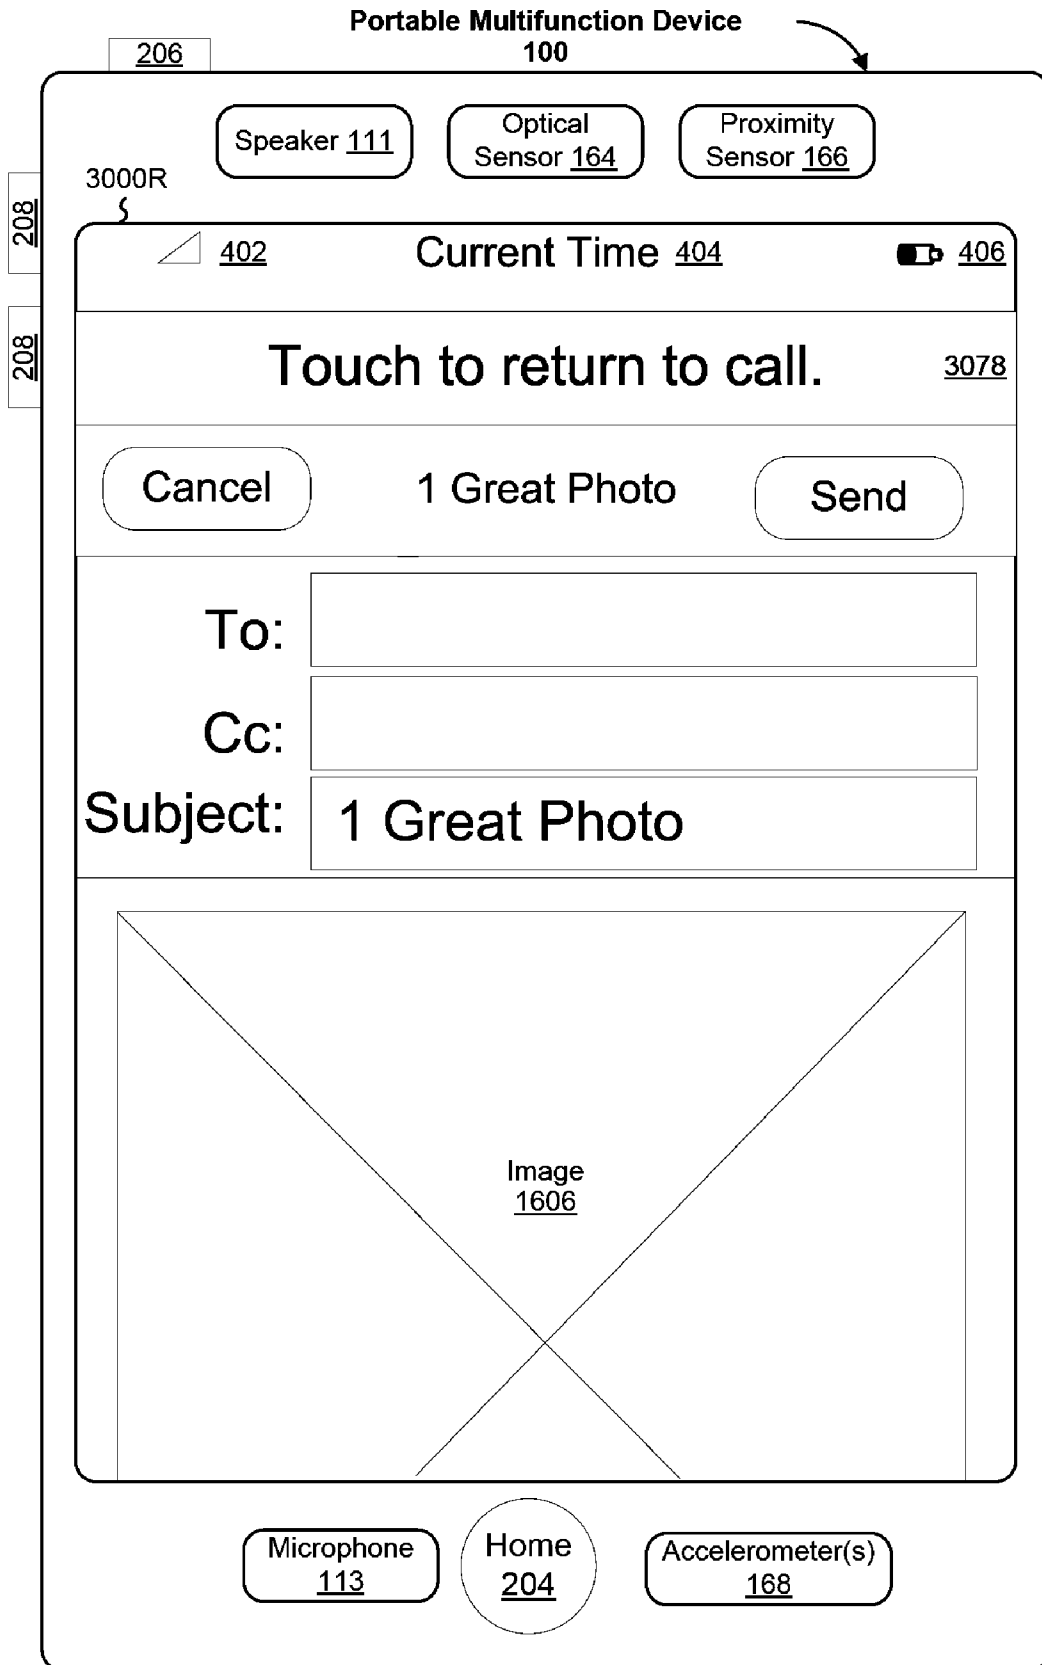 Portable Multifunction Device
100
206
Speaker 111
Optical
Sensor 164
Proximity
Sensor 166
3000R
208
208
402
Current Time 404
406
Touch to return to call.
3078
Cancel
1 Great Photo
Send
To:
Cc:
Subject:
1 Great Photo
Image
1606
Microphone
113
Home
204
Accelerometer(s)
168